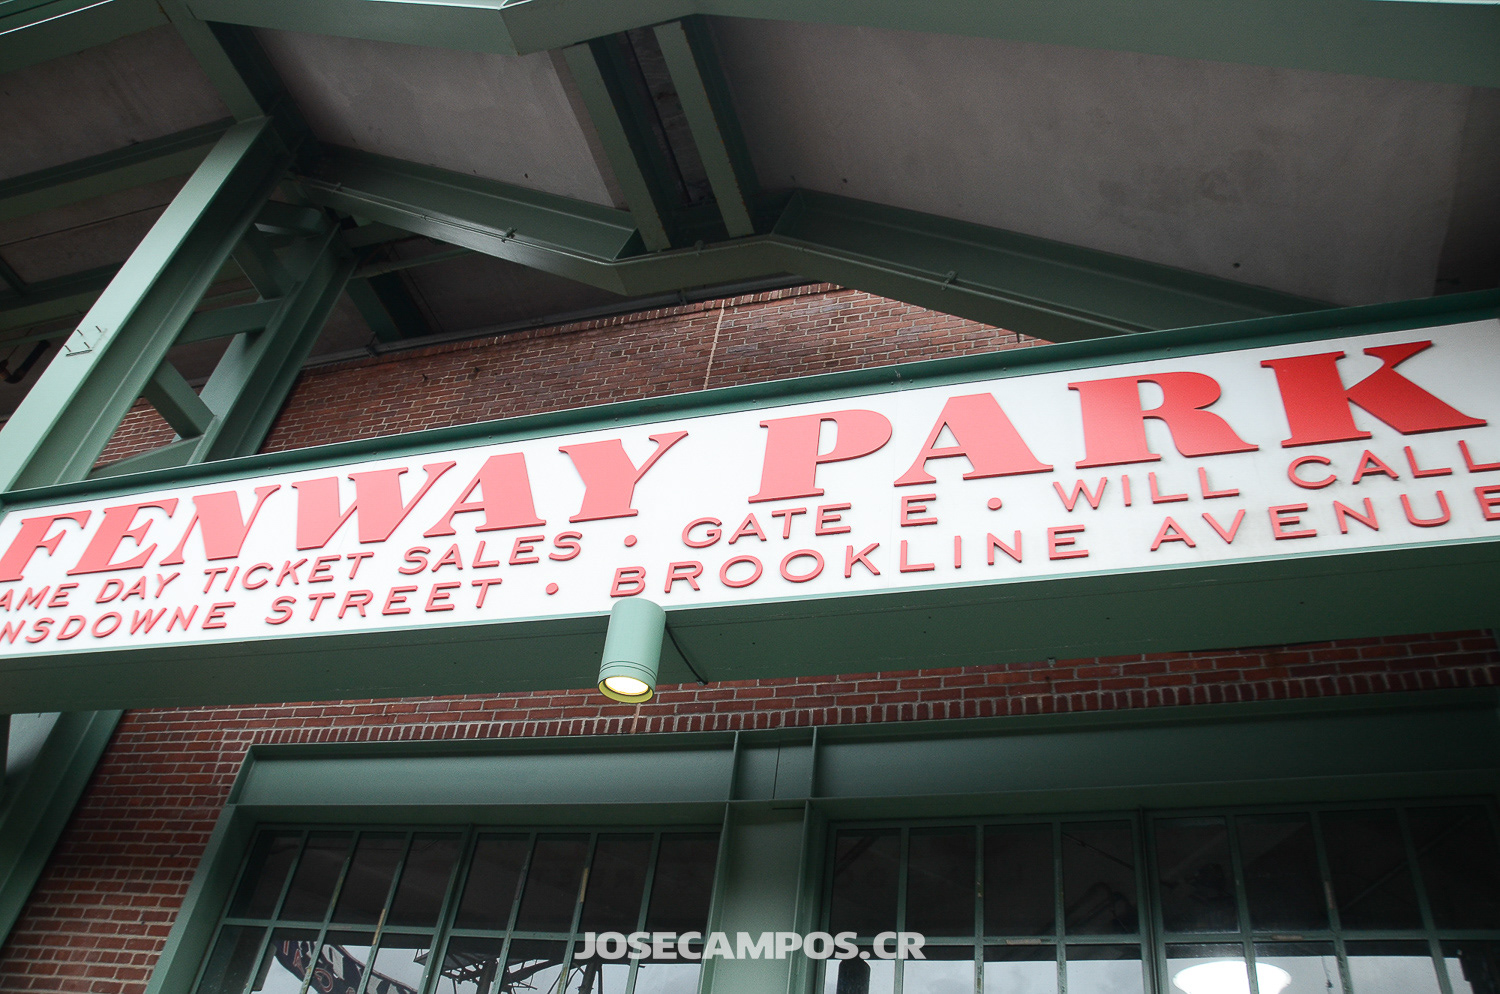 FENWAY PARK
AME DAY TICKET SALES • GATE E • WILL CALL
NSDOWNE STREET • BROOKLINE AVENUE
JOSECAMPOS.CR